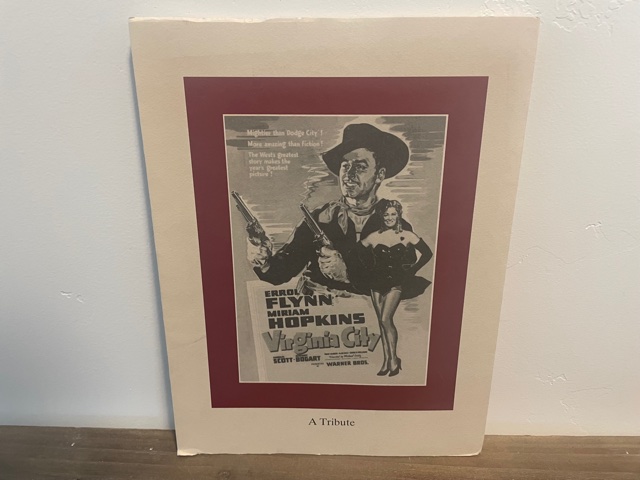 Mightier than Dodge City!
More amazing than fiction!
The West's greatest
story makes the
year's greatest
picture!
ERROL
FLYNN
MIRIAM
HOPKINS
Virginia City
SCOTT · BOGART
WARNER BROS.
A Tribute